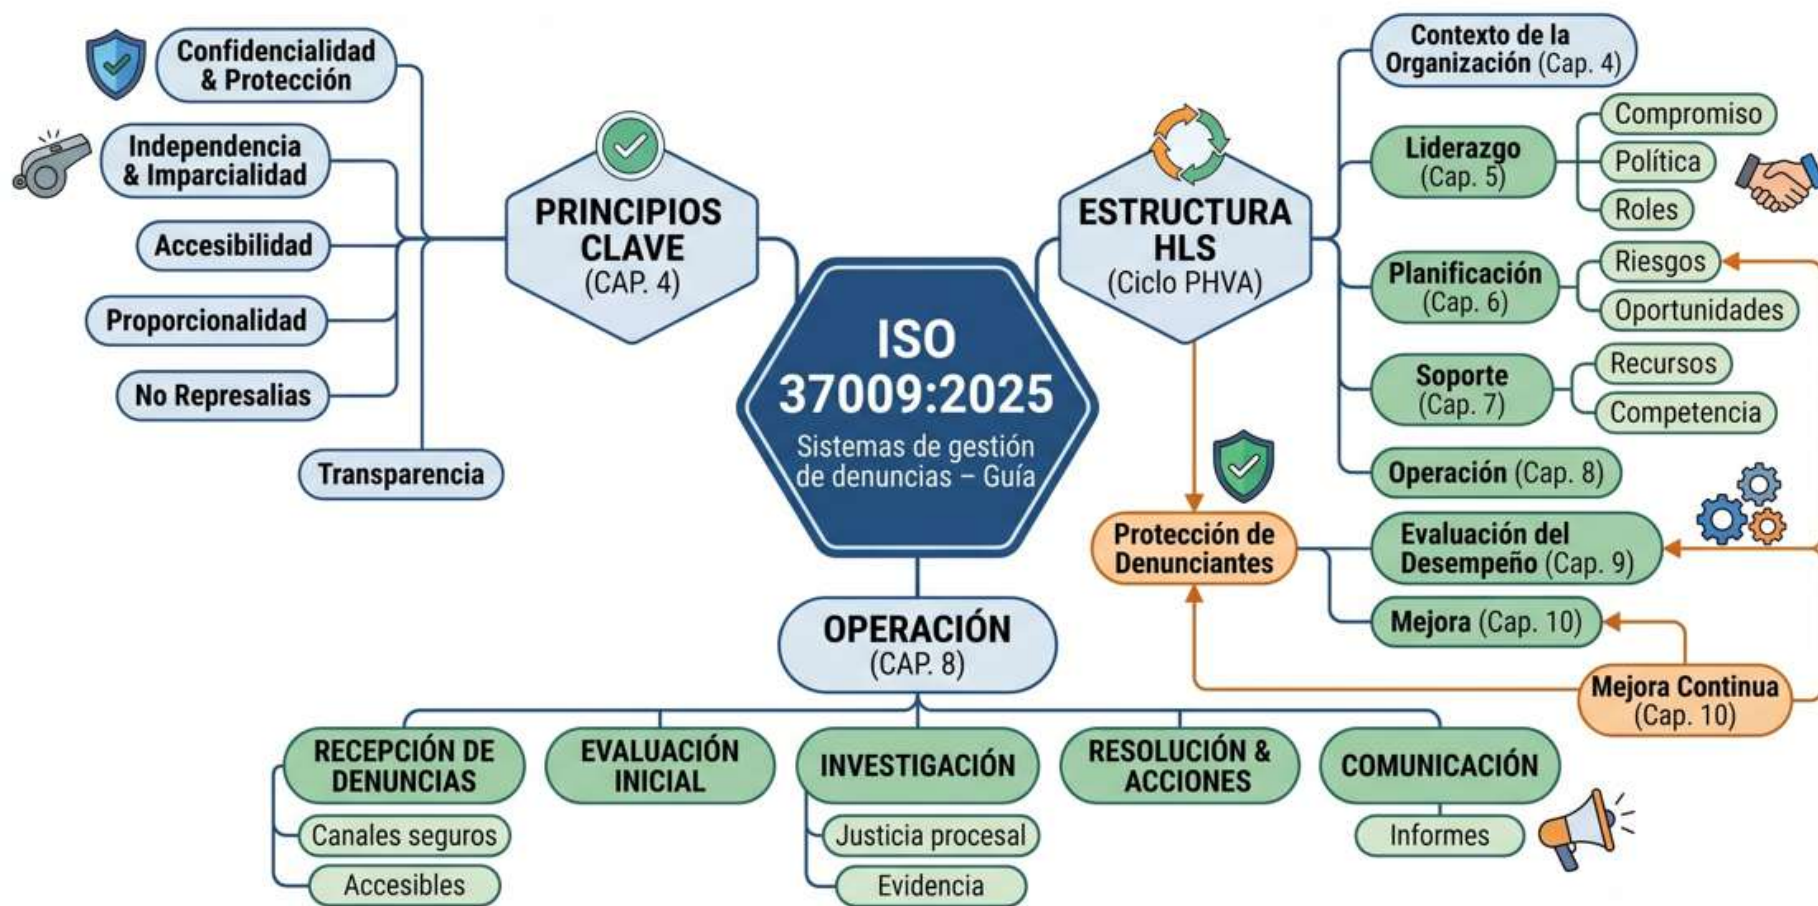 Confidencialidad
& Protección
Independencia
& Imparcialidad
Accesibilidad
Proporcionalidad
No Represalias
Transparencia
PRINCIPIOS
CLAVE
(CAP. 4)
ISO
37009:2025
Sistemas de gestión
de denuncias – Guía
ESTRUCTURA
HLS
(Ciclo PHVA)
Contexto de la
Organización (Cap. 4)
Liderazgo
(Cap. 5)
Compromiso
Política
Roles
Planificación
(Cap. 6)
Riesgos
Oportunidades
Soporte
(Cap. 7)
Recursos
Competencia
Operación (Cap. 8)
Protección de
Denunciantes
Evaluación del
Desempeño (Cap. 9)
Mejora (Cap. 10)
Mejora Continua
(Cap. 10)
OPERACIÓN
(CAP. 8)
RECEPCIÓN DE
DENUNCIAS
Canales seguros
Accesibles
EVALUACIÓN
INICIAL
INVESTIGACIÓN
Justicia procesal
Evidencia
RESOLUCIÓN &
ACCIONES
COMUNICACIÓN
Informes